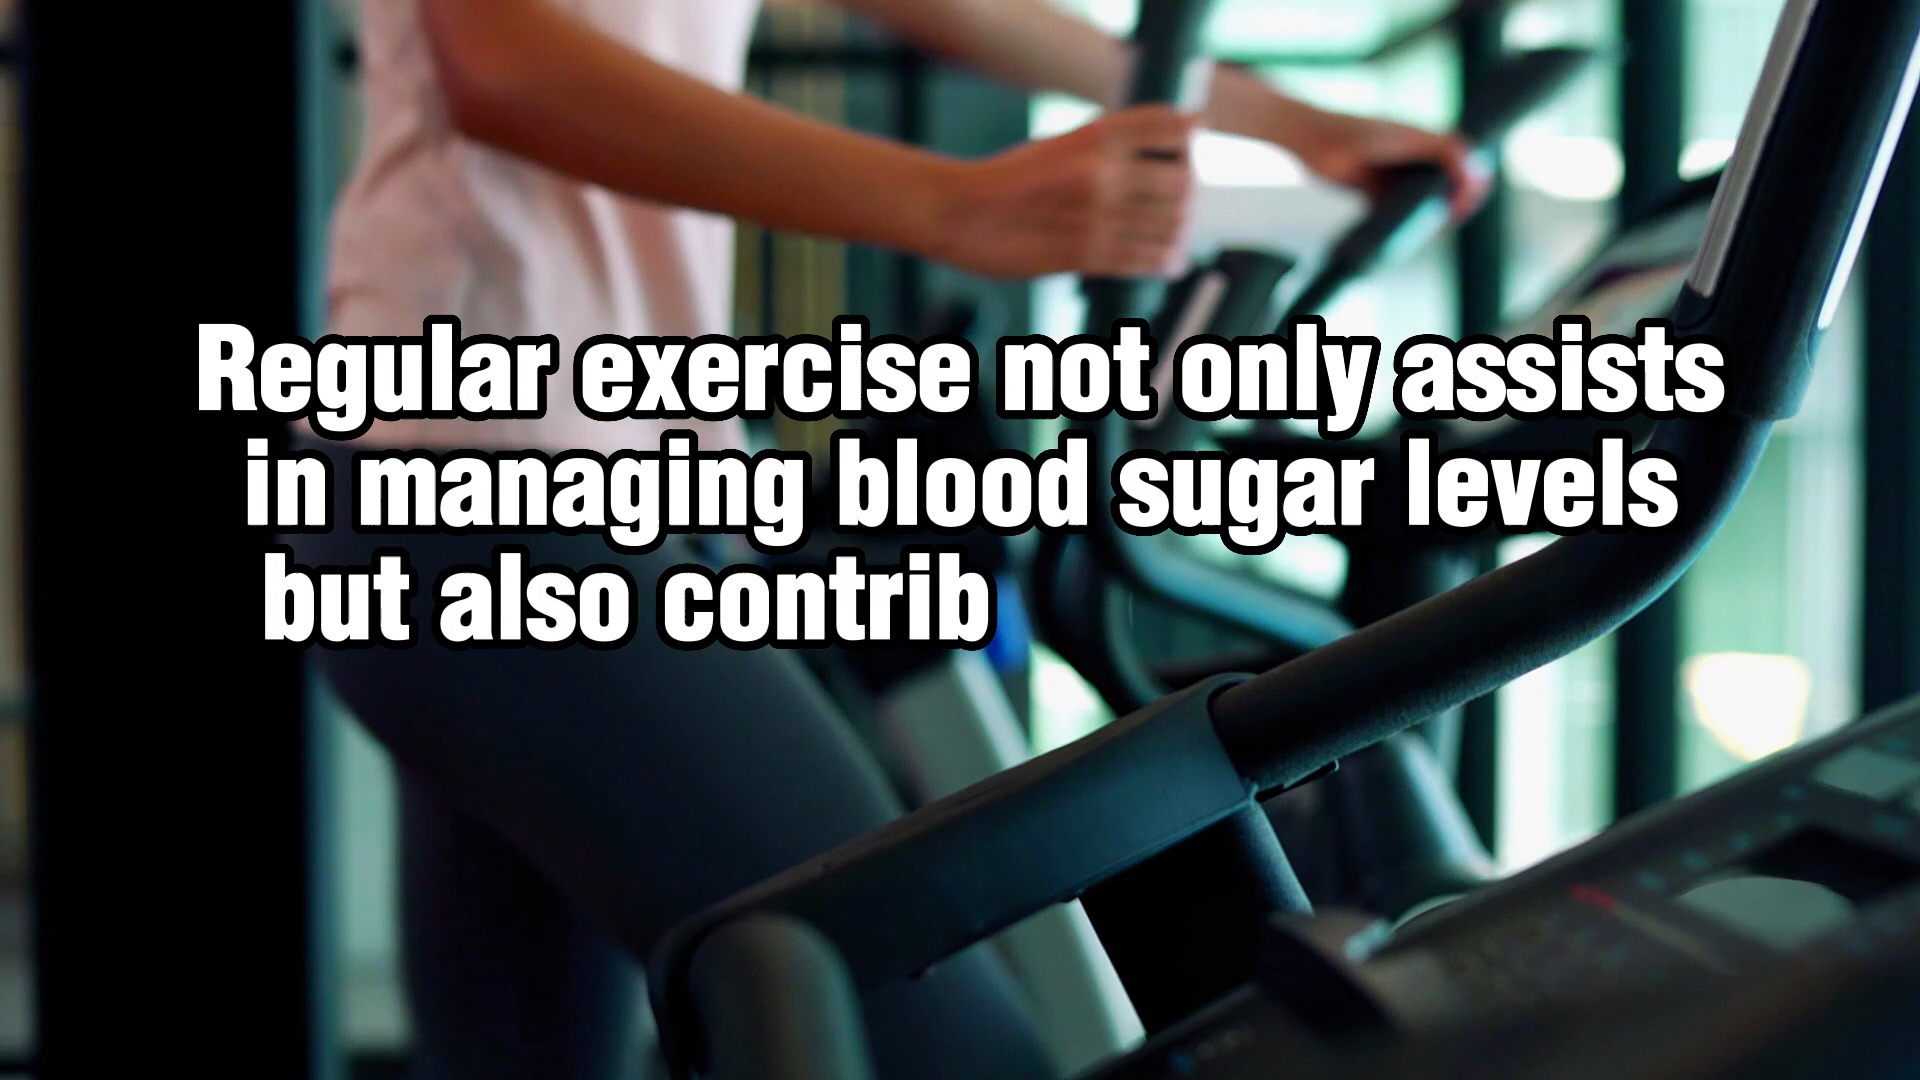 Regular exercise not only assists
in managing blood sugar levels
but also contrib